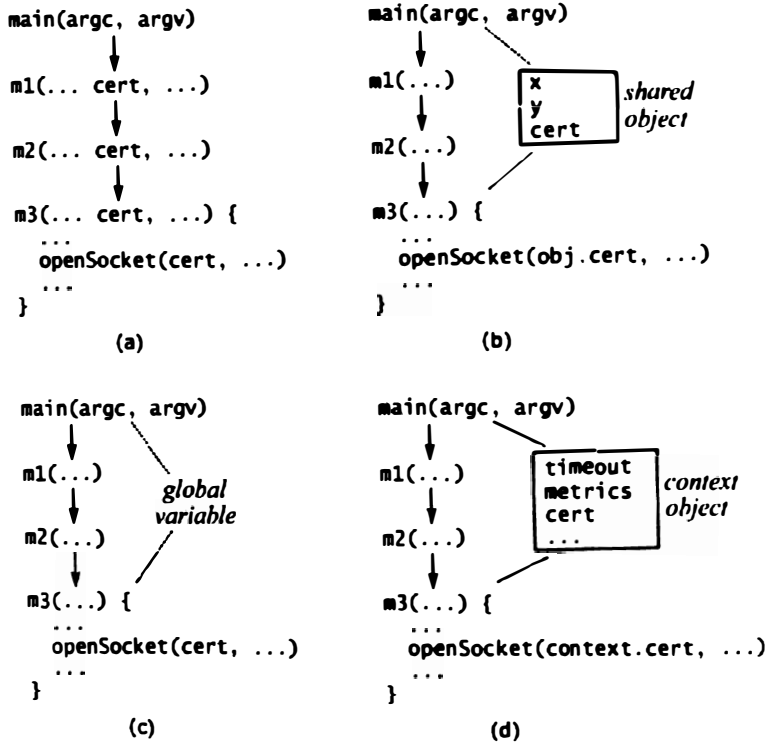 main(argc, argv)
m1(... cert, ...)
m2(... cert, ...)
m3(... cert, ...) {
...
openSocket(cert, ...)
...
}
(a)
main(argc, argv)
m1(...)
m2(...)
m3(...) {
...
openSocket(obj.cert, ...)
...
}
x
y
cert
shared
object
(b)
main(argc, argv)
m1(...)
m2(...)
m3(...) {
...
openSocket(cert, ...)
...
}
global
variable
(c)
main(argc, argv)
m1(...)
m2(...)
m3(...) {
...
openSocket(context.cert, ...)
...
}
timeout
metrics
cert
...
context
object
(d)